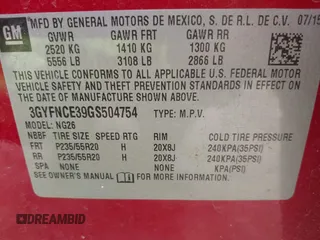 GM
MFD BY GENERAL MOTORS DE MEXICO, S. DE R.L. DE C.V. 07/15
GVWR GAWR FRT GAWR RR
2520 KG 1410 KG 1300 KG
5556 LB 3108 LB 2866 LB
THIS VEHICLE CONFORMS TO ALL APPLICABLE U.S. FEDERAL MOTOR
VEHICLE SAFETY, BUMPER, AND THEFT PREVENTION STANDARDS
IN EFFECT ON THE DATE OF MANUFACTURE SHOWN ABOVE.
3GYFNCE39GS504754 TYPE: M.P.V.
MODEL: NG26
NBBF TIRE SIZE SPEED RTG RIM COLD TIRE PRESSURE
FRT P235/55R20 H 20X8J 240KPA(35PSI)
RR P235/55R20 H 20X8J 240KPA(35PSI)
SPA NONE NONE KPA(PSI)
SEE OWNER'S MANUAL FOR ADDITIONAL INFORMATION.
DREAMBID